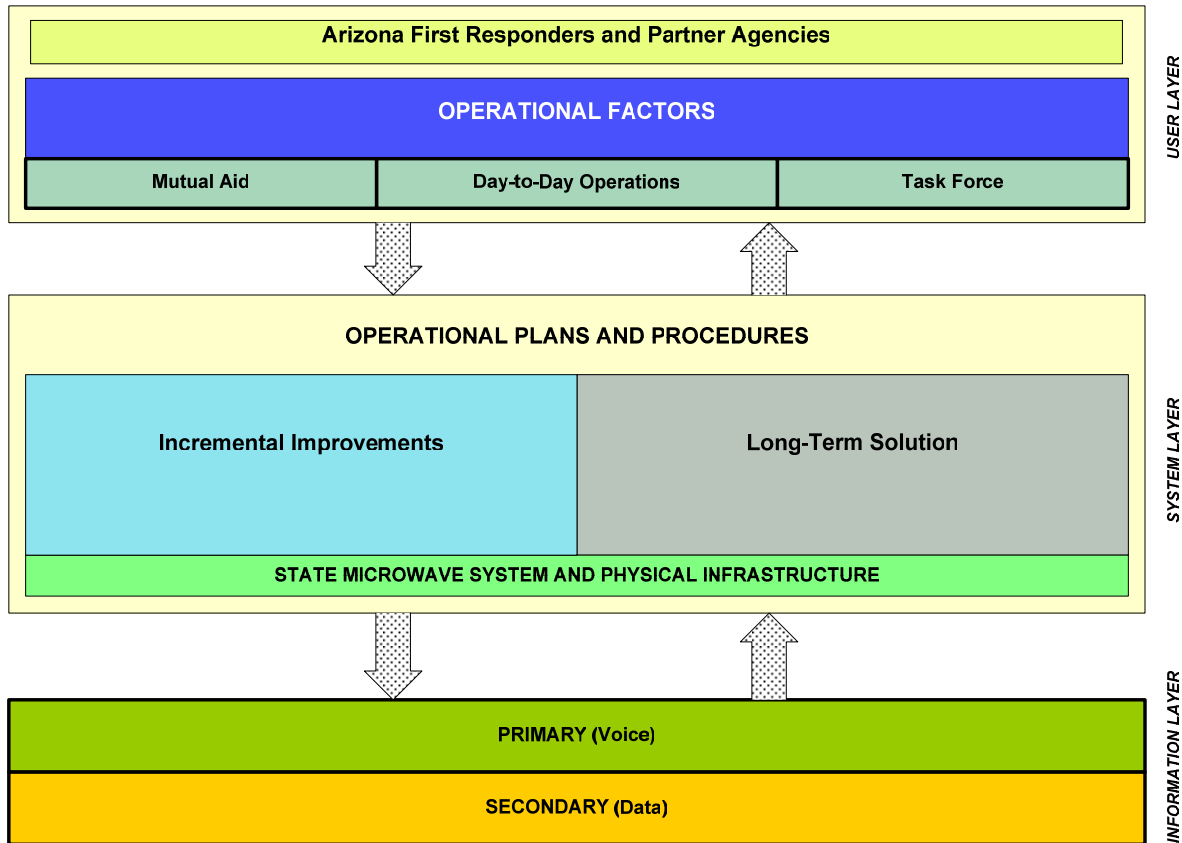 Arizona First Responders and Partner Agencies
OPERATIONAL FACTORS
Mutual Aid
Day-to-Day Operations
Task Force
USER LAYER
OPERATIONAL PLANS AND PROCEDURES
Incremental Improvements
Long-Term Solution
STATE MICROWAVE SYSTEM AND PHYSICAL INFRASTRUCTURE
SYSTEM LAYER
PRIMARY (Voice)
SECONDARY (Data)
INFORMATION LAYER